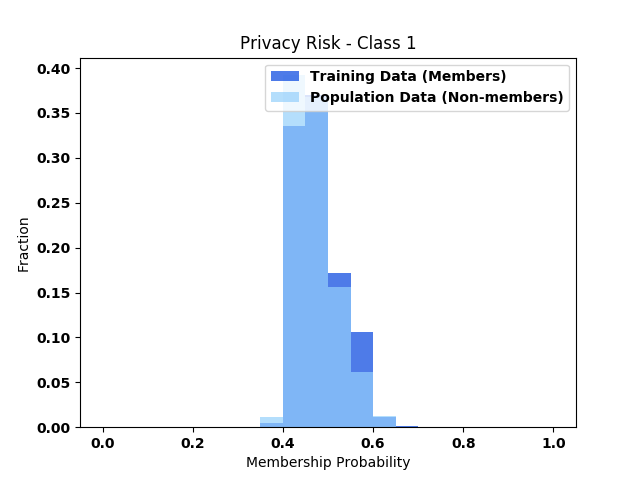 Privacy Risk - Class 1
Training Data (Members)
Population Data (Non-members)
0.40
0.35
0.30
0.25
0.20
0.15
0.10
0.05
0.00
Fraction
0.0 0.2 0.4 0.6 0.8 1.0
Membership Probability